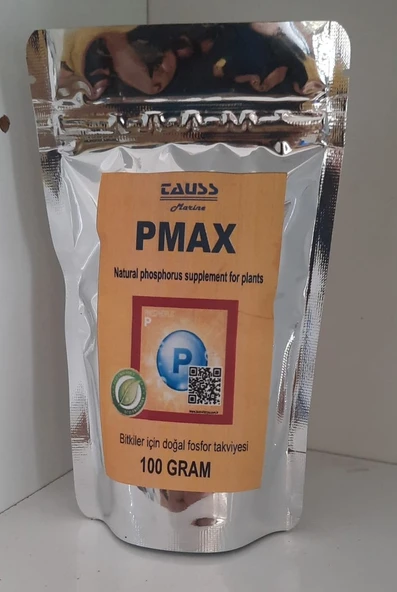 TAUSS
Marine
PMAX
Natural phosphorus supplement for plants
P
P
Bitkiler için doğal fosfor takviyesi
100 GRAM